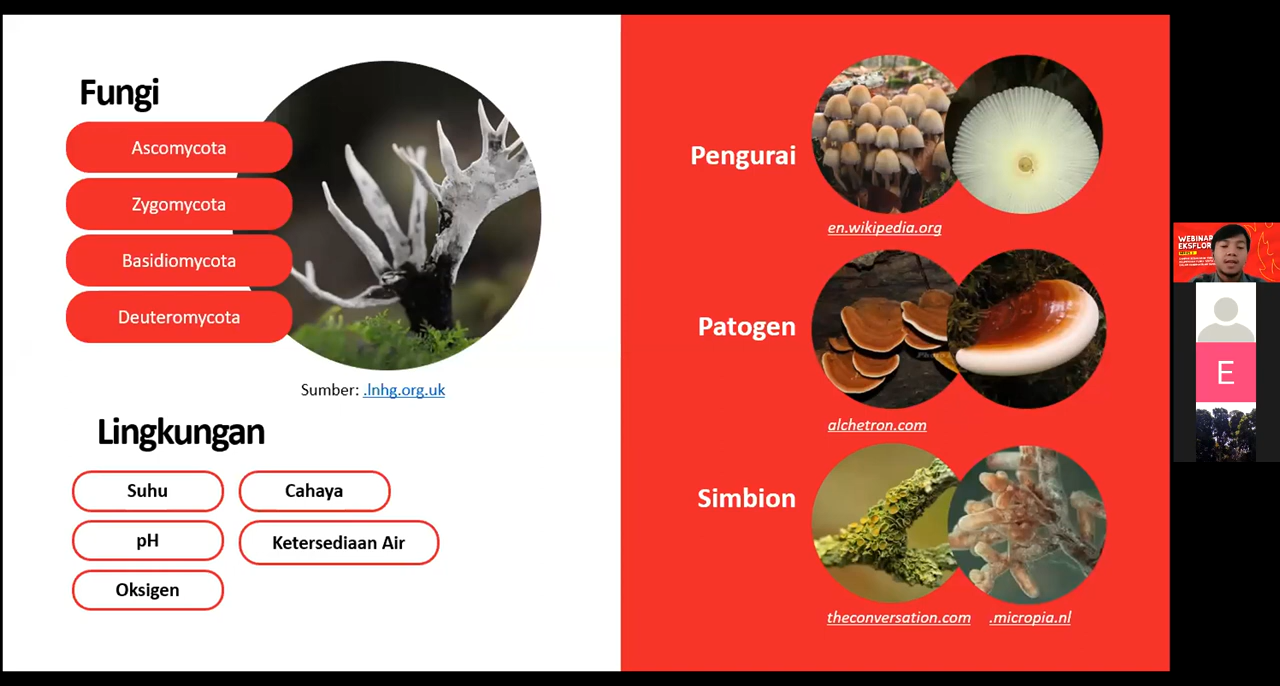 Fungi
Ascomycota
Zygomycota
Basidiomycota
Deuteromycota
Sumber: .lnhg.org.uk
Lingkungan
Suhu
Cahaya
pH
Ketersediaan Air
Oksigen
Pengurai
en.wikipedia.org
Patogen
alchetron.com
Simbion
theconversation.com
.micropia.nl
WEBINAR
EKSFLOR
E